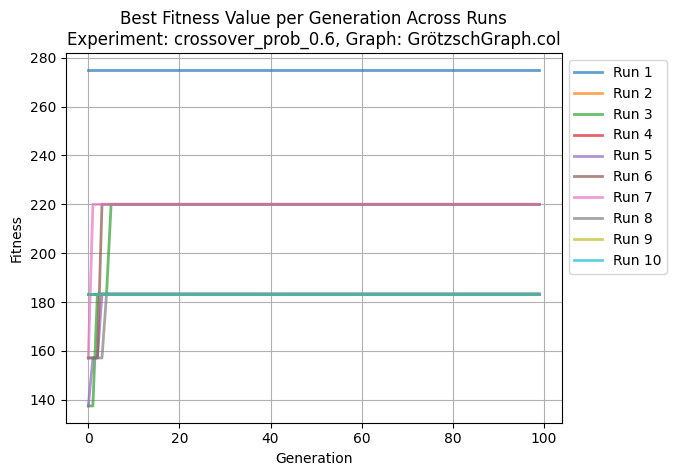 Best Fitness Value per Generation Across Runs
Experiment: crossover_prob_0.6, Graph: GrötzschGraph.col
280
260
240
220
200
180
160
140
Fitness
0 20 40 60 80 100
Generation
Run 1
Run 2
Run 3
Run 4
Run 5
Run 6
Run 7
Run 8
Run 9
Run 10